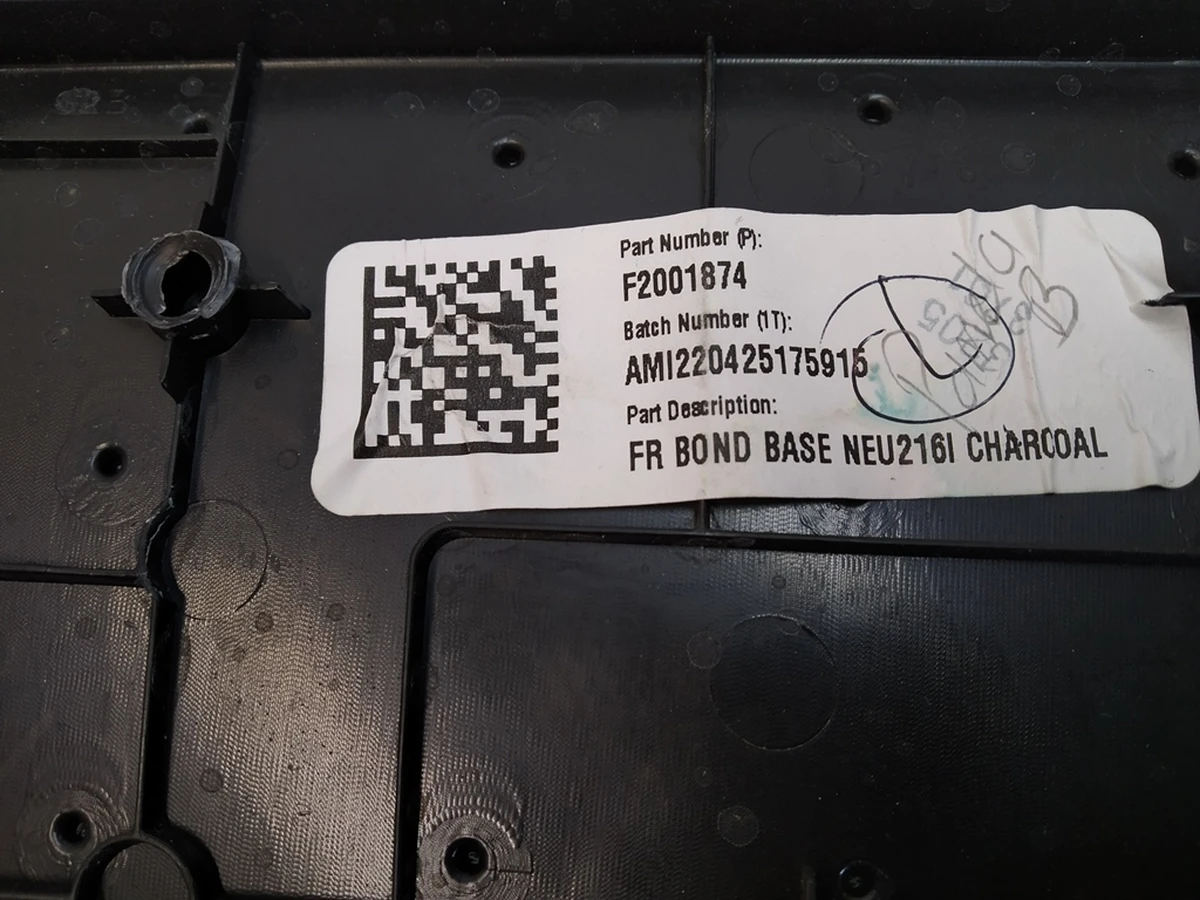 Part Number (P):
F2001874
Batch Number (1T):
AMI220425175915
Part Description:
FR BOND BASE NEU216I CHARCOAL
B